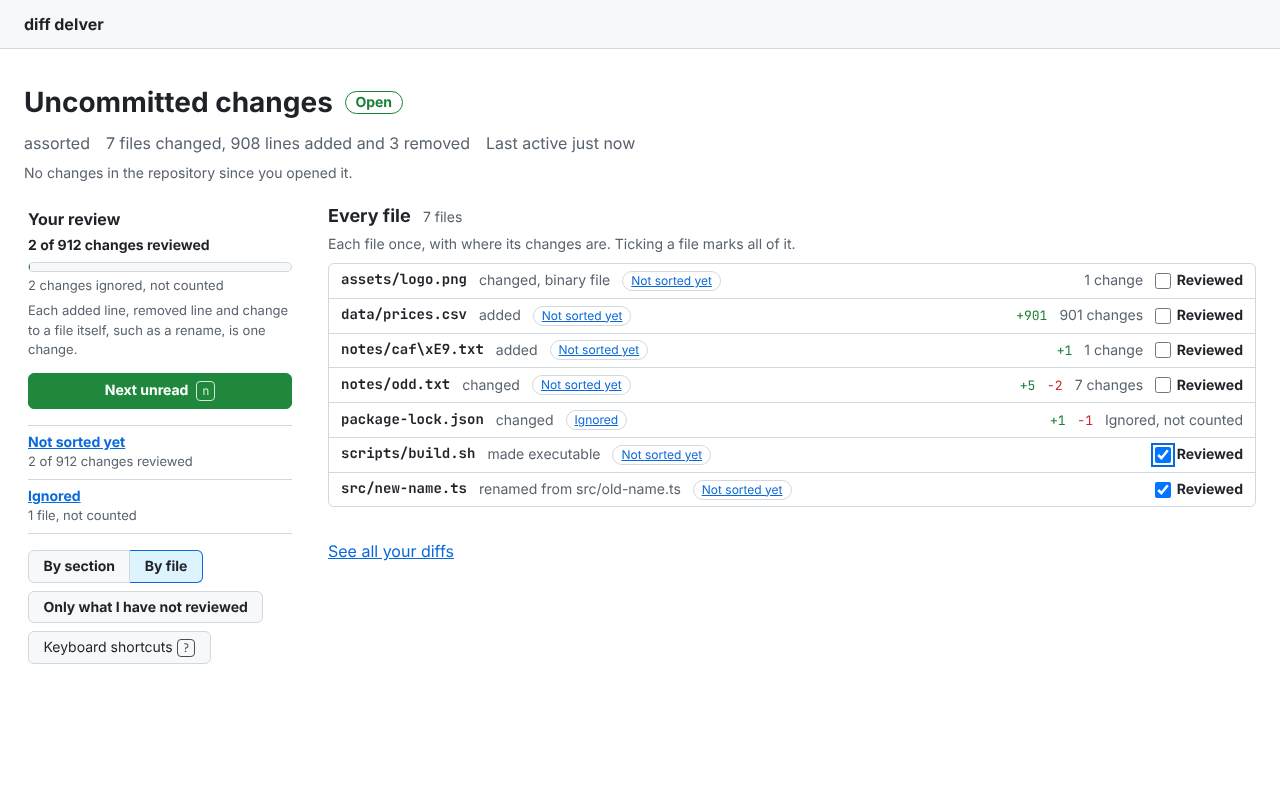 diff delver
Uncommitted changes Open
assorted 7 files changed, 908 lines added and 3 removed Last active just now
No changes in the repository since you opened it.
Your review
2 of 912 changes reviewed
2 changes ignored, not counted
Each added line, removed line and change
to a file itself, such as a rename, is one
change.
Next unread n
Not sorted yet
2 of 912 changes reviewed
Ignored
1 file, not counted
By section By file
Only what I have not reviewed
Keyboard shortcuts ?
Every file 7 files
Each file once, with where its changes are. Ticking a file marks all of it.
assets/logo.png changed, binary file Not sorted yet 1 change Reviewed
data/prices.csv added Not sorted yet +901 901 changes Reviewed
notes/caf\xE9.txt added Not sorted yet +1 1 change Reviewed
notes/odd.txt changed Not sorted yet +5 -2 7 changes Reviewed
package-lock.json changed Ignored +1 -1 Ignored, not counted
scripts/build.sh made executable Not sorted yet Reviewed
src/new-name.ts renamed from src/old-name.ts Not sorted yet Reviewed
See all your diffs